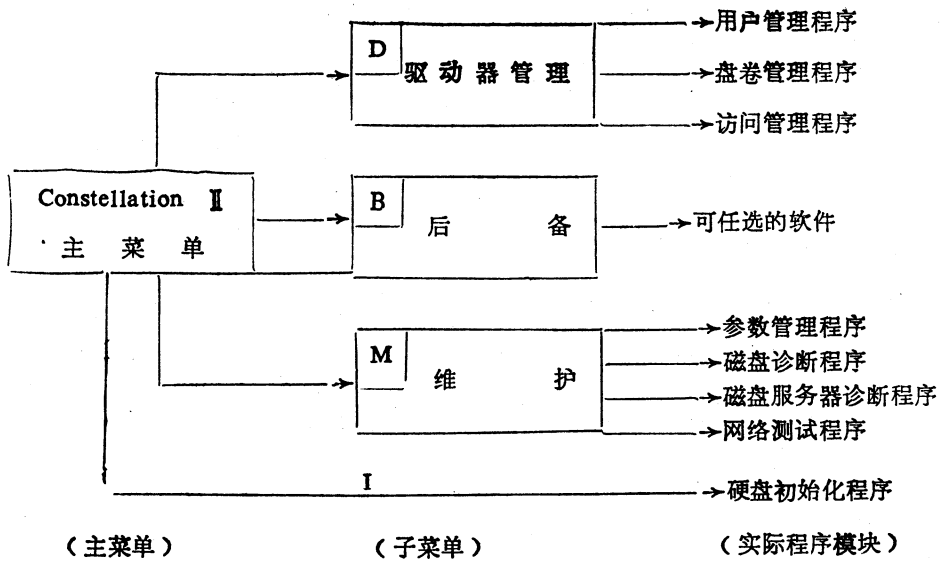 用户管理程序
D
驱动器管理
盘卷管理程序
访问管理程序
Constellation Ⅱ
主菜单
B
后备
可任选的软件
M
维护
参数管理程序
磁盘诊断程序
磁盘服务器诊断程序
网络测试程序
I
硬盘初始化程序
（主菜单）
（子菜单）
（实际程序模块）